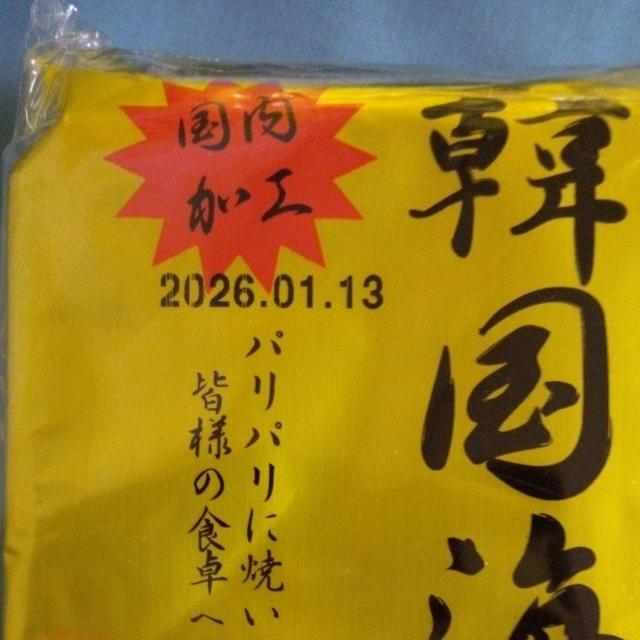 韓国海
国内
加工
2026.01.13
パリパリに焼い
皆様の食卓へ